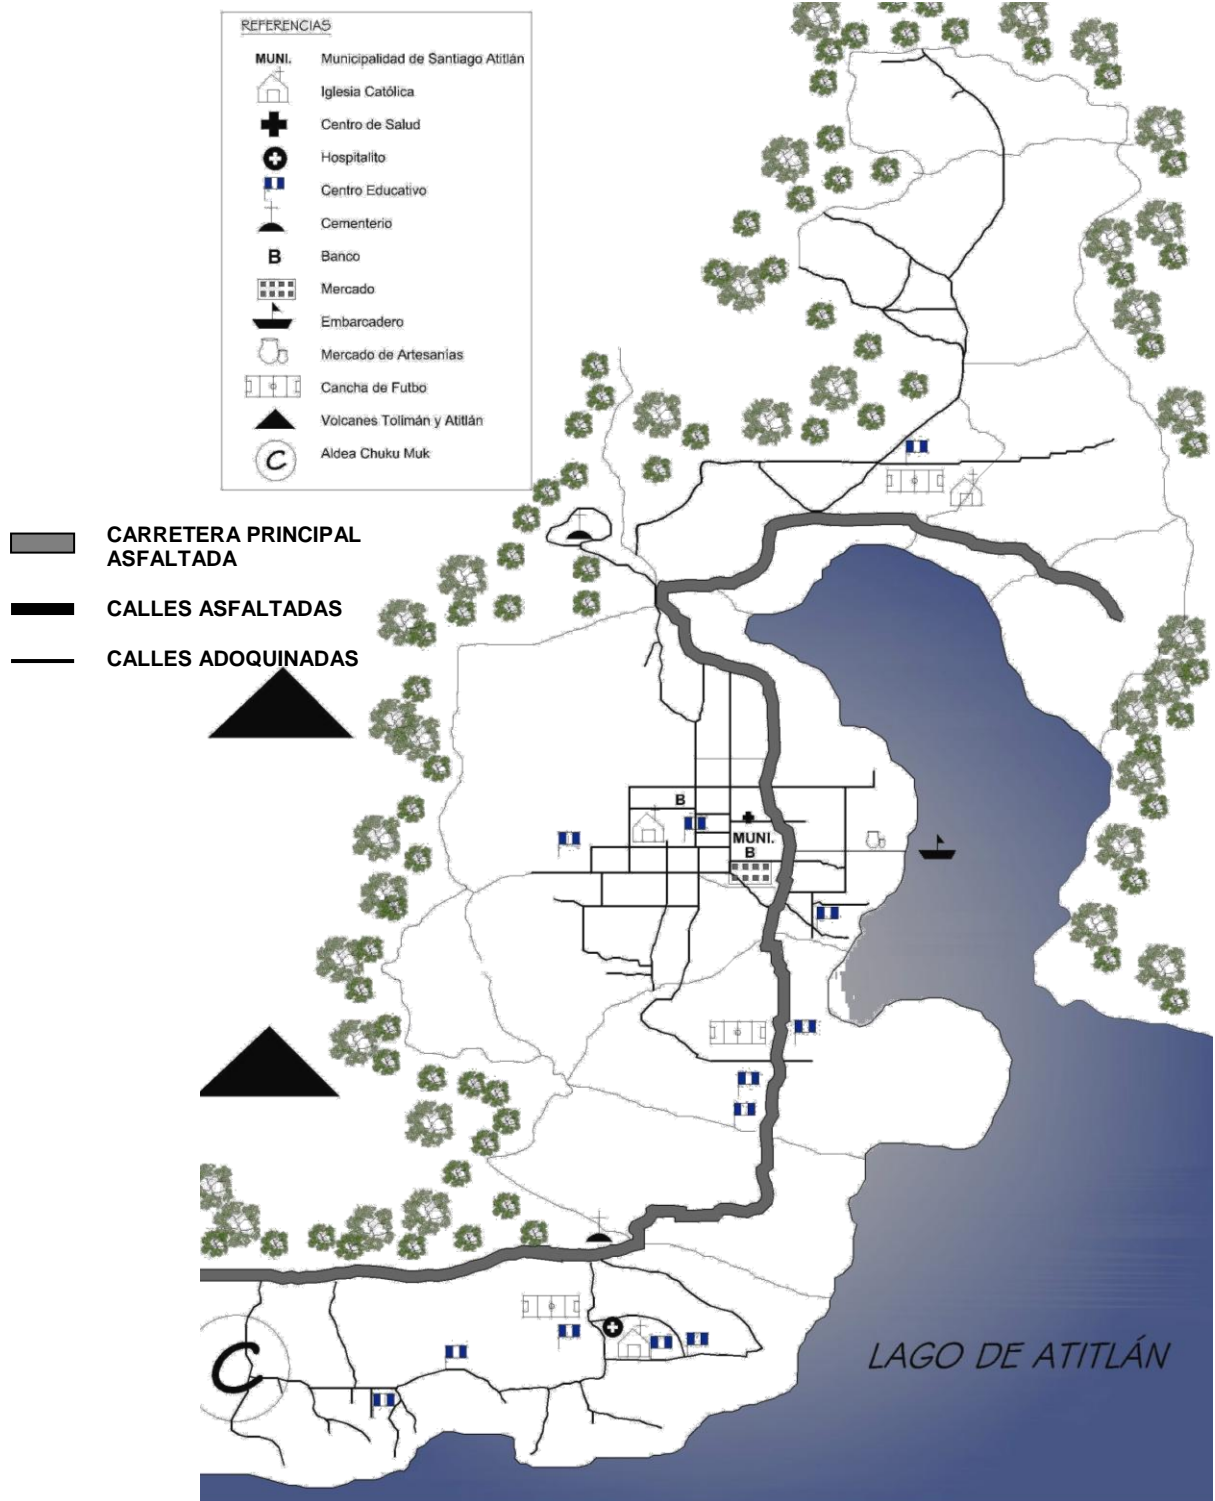 REFERENCIAS
MUNI. Municipalidad de Santiago Atitlán
Iglesia Católica
Centro de Salud
Hospitalito
Centro Educativo
Cementerio
B Banco
Mercado
Embarcadero
Mercado de Artesanías
Cancha de Futbo
Volcanes Tolimán y Atitlán
C Aldea Chuku Muk
CARRETERA PRINCIPAL
ASFALTADA
CALLES ASFALTADAS
CALLES ADOQUINADAS
B
MUNI.
B
C
LAGO DE ATITLÁN